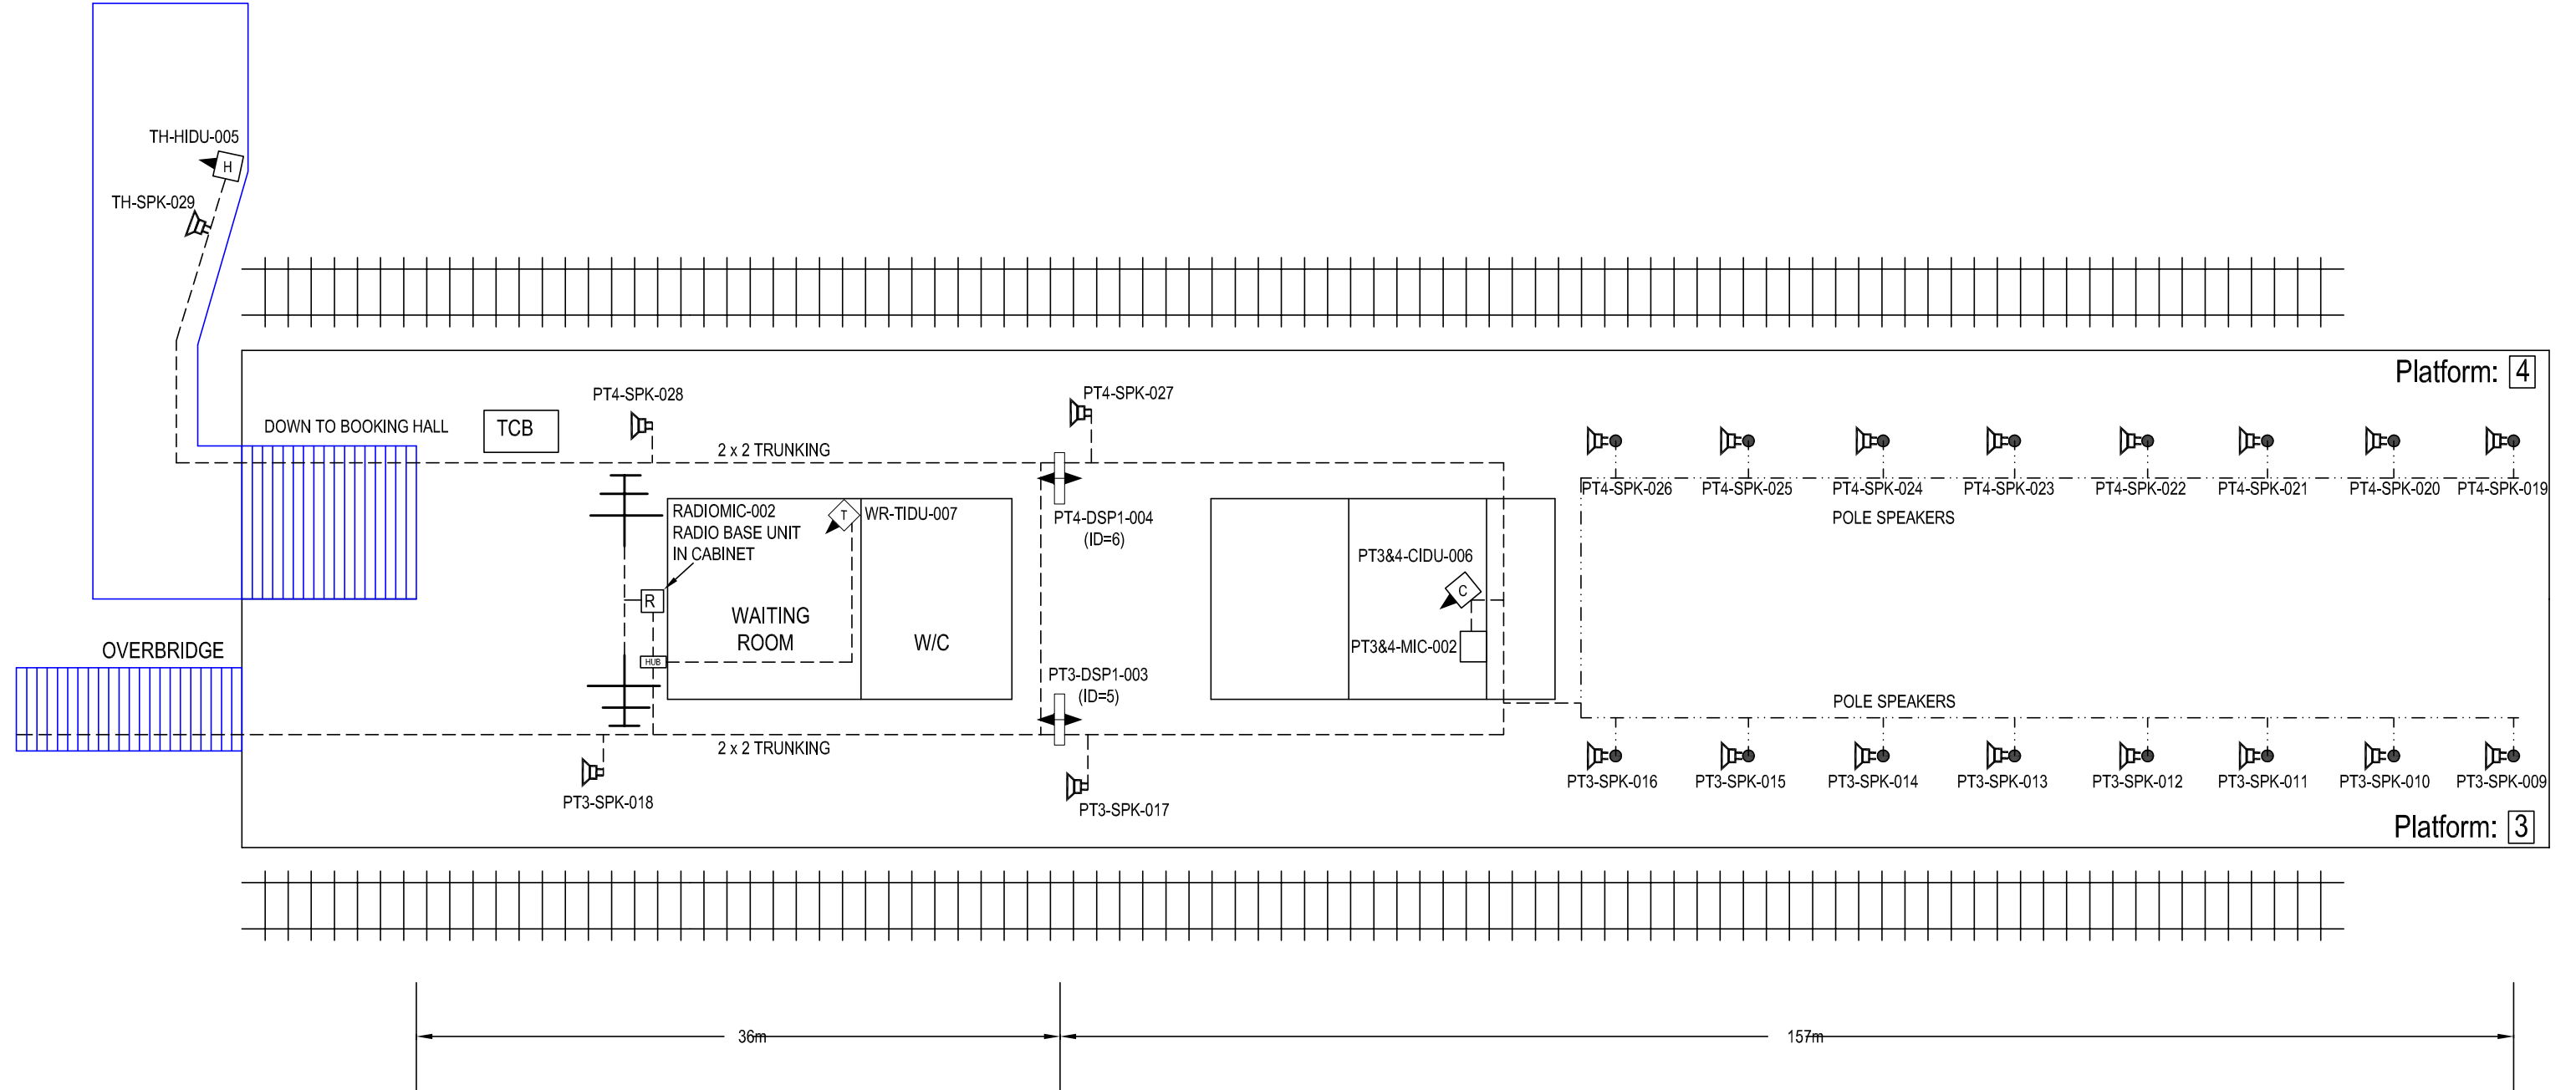 TH-HIDU-005
H
TH-SPK-029
Platform: 4
PT4-SPK-028
PT4-SPK-027
DOWN TO BOOKING HALL
TCB
2 x 2 TRUNKING
PT4-SPK-026
PT4-SPK-025
PT4-SPK-024
PT4-SPK-023
PT4-SPK-022
PT4-SPK-021
PT4-SPK-020
PT4-SPK-019
POLE SPEAKERS
RADIOMIC-002
RADIO BASE UNIT
IN CABINET
T
WR-TIDU-007
PT4-DSP1-004
(ID=6)
PT3&4-CIDU-006
C
R
WAITING
ROOM
W/C
HUB
PT3&4-MIC-002
OVERBRIDGE
PT3-DSP1-003
(ID=5)
POLE SPEAKERS
2 x 2 TRUNKING
PT3-SPK-018
PT3-SPK-017
PT3-SPK-016
PT3-SPK-015
PT3-SPK-014
PT3-SPK-013
PT3-SPK-012
PT3-SPK-011
PT3-SPK-010
PT3-SPK-009
Platform: 3
36m
157m